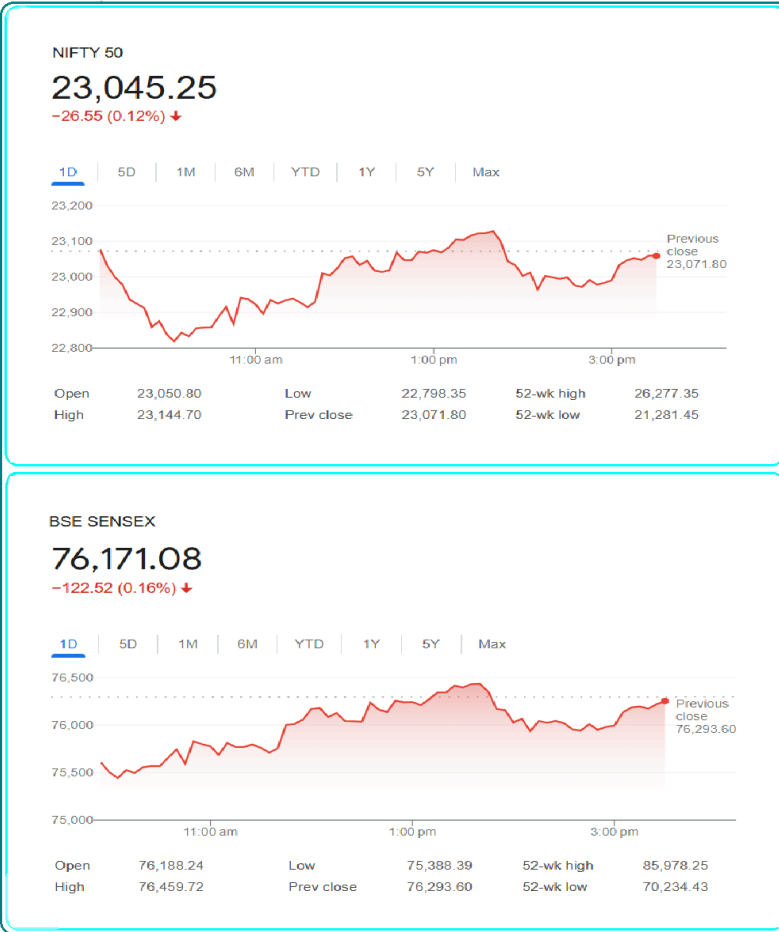 NIFTY 50
23,045.25
−26.55 (0.12%) ↓
1D 5D 1M 6M YTD 1Y 5Y Max
23,200
23,100
23,000
22,900
22,800
Previous
close
23,071.80
11:00 am 1:00 pm 3:00 pm
Open 23,050.80 Low 22,798.35 52-wk high 26,277.35
High 23,144.70 Prev close 23,071.80 52-wk low 21,281.45
BSE SENSEX
76,171.08
−122.52 (0.16%) ↓
1D 5D 1M 6M YTD 1Y 5Y Max
76,500
76,000
75,500
75,000
Previous
close
76,293.60
11:00 am 1:00 pm 3:00 pm
Open 76,188.24 Low 75,388.39 52-wk high 85,978.25
High 76,459.72 Prev close 76,293.60 52-wk low 70,234.43